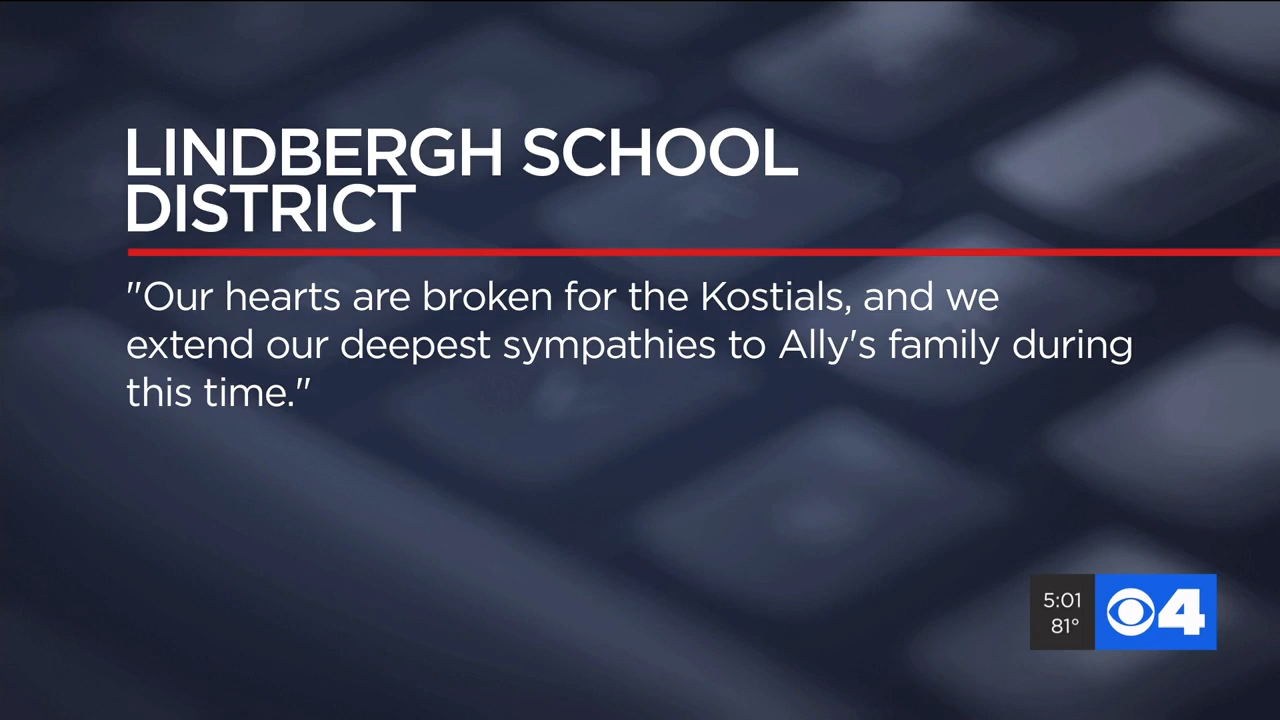 LINDBERGH SCHOOL
DISTRICT
"Our hearts are broken for the Kostials, and we
extend our deepest sympathies to Ally's family during
this time."
5:01
81°
4